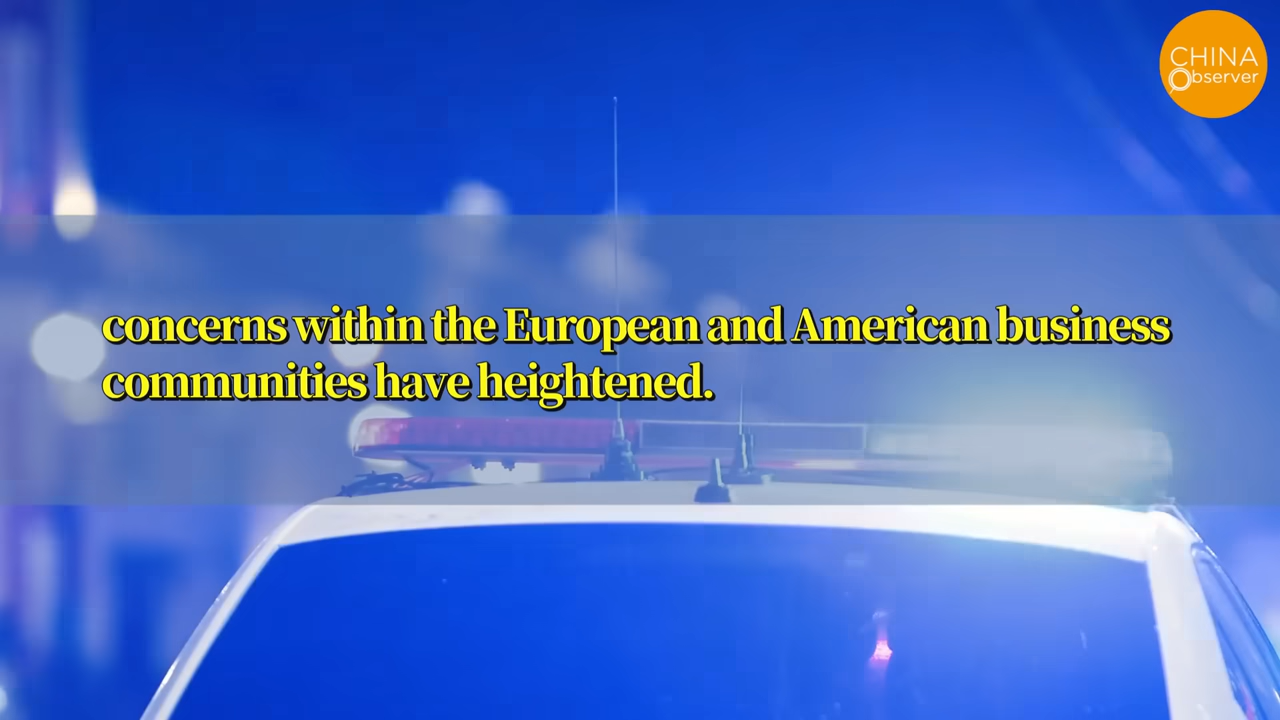 CHINA
Observer
concerns within the European and American business
communities have heightened.